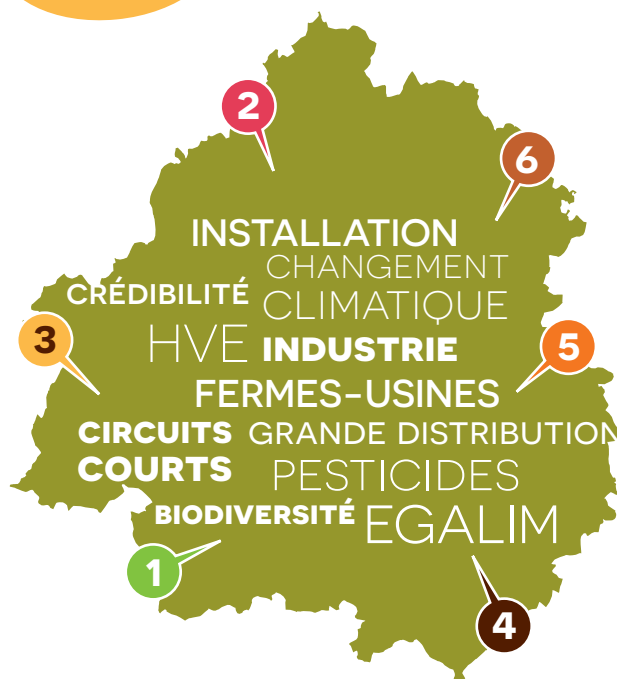 2
6
INSTALLATION
CHANGEMENT
CRÉDIBILITÉ CLIMATIQUE
3
HVE INDUSTRIE
5
FERMES-USINES
CIRCUITS GRANDE DISTRIBUTION
COURTS PESTICIDES
BIODIVERSITÉ EGALIM
1
4